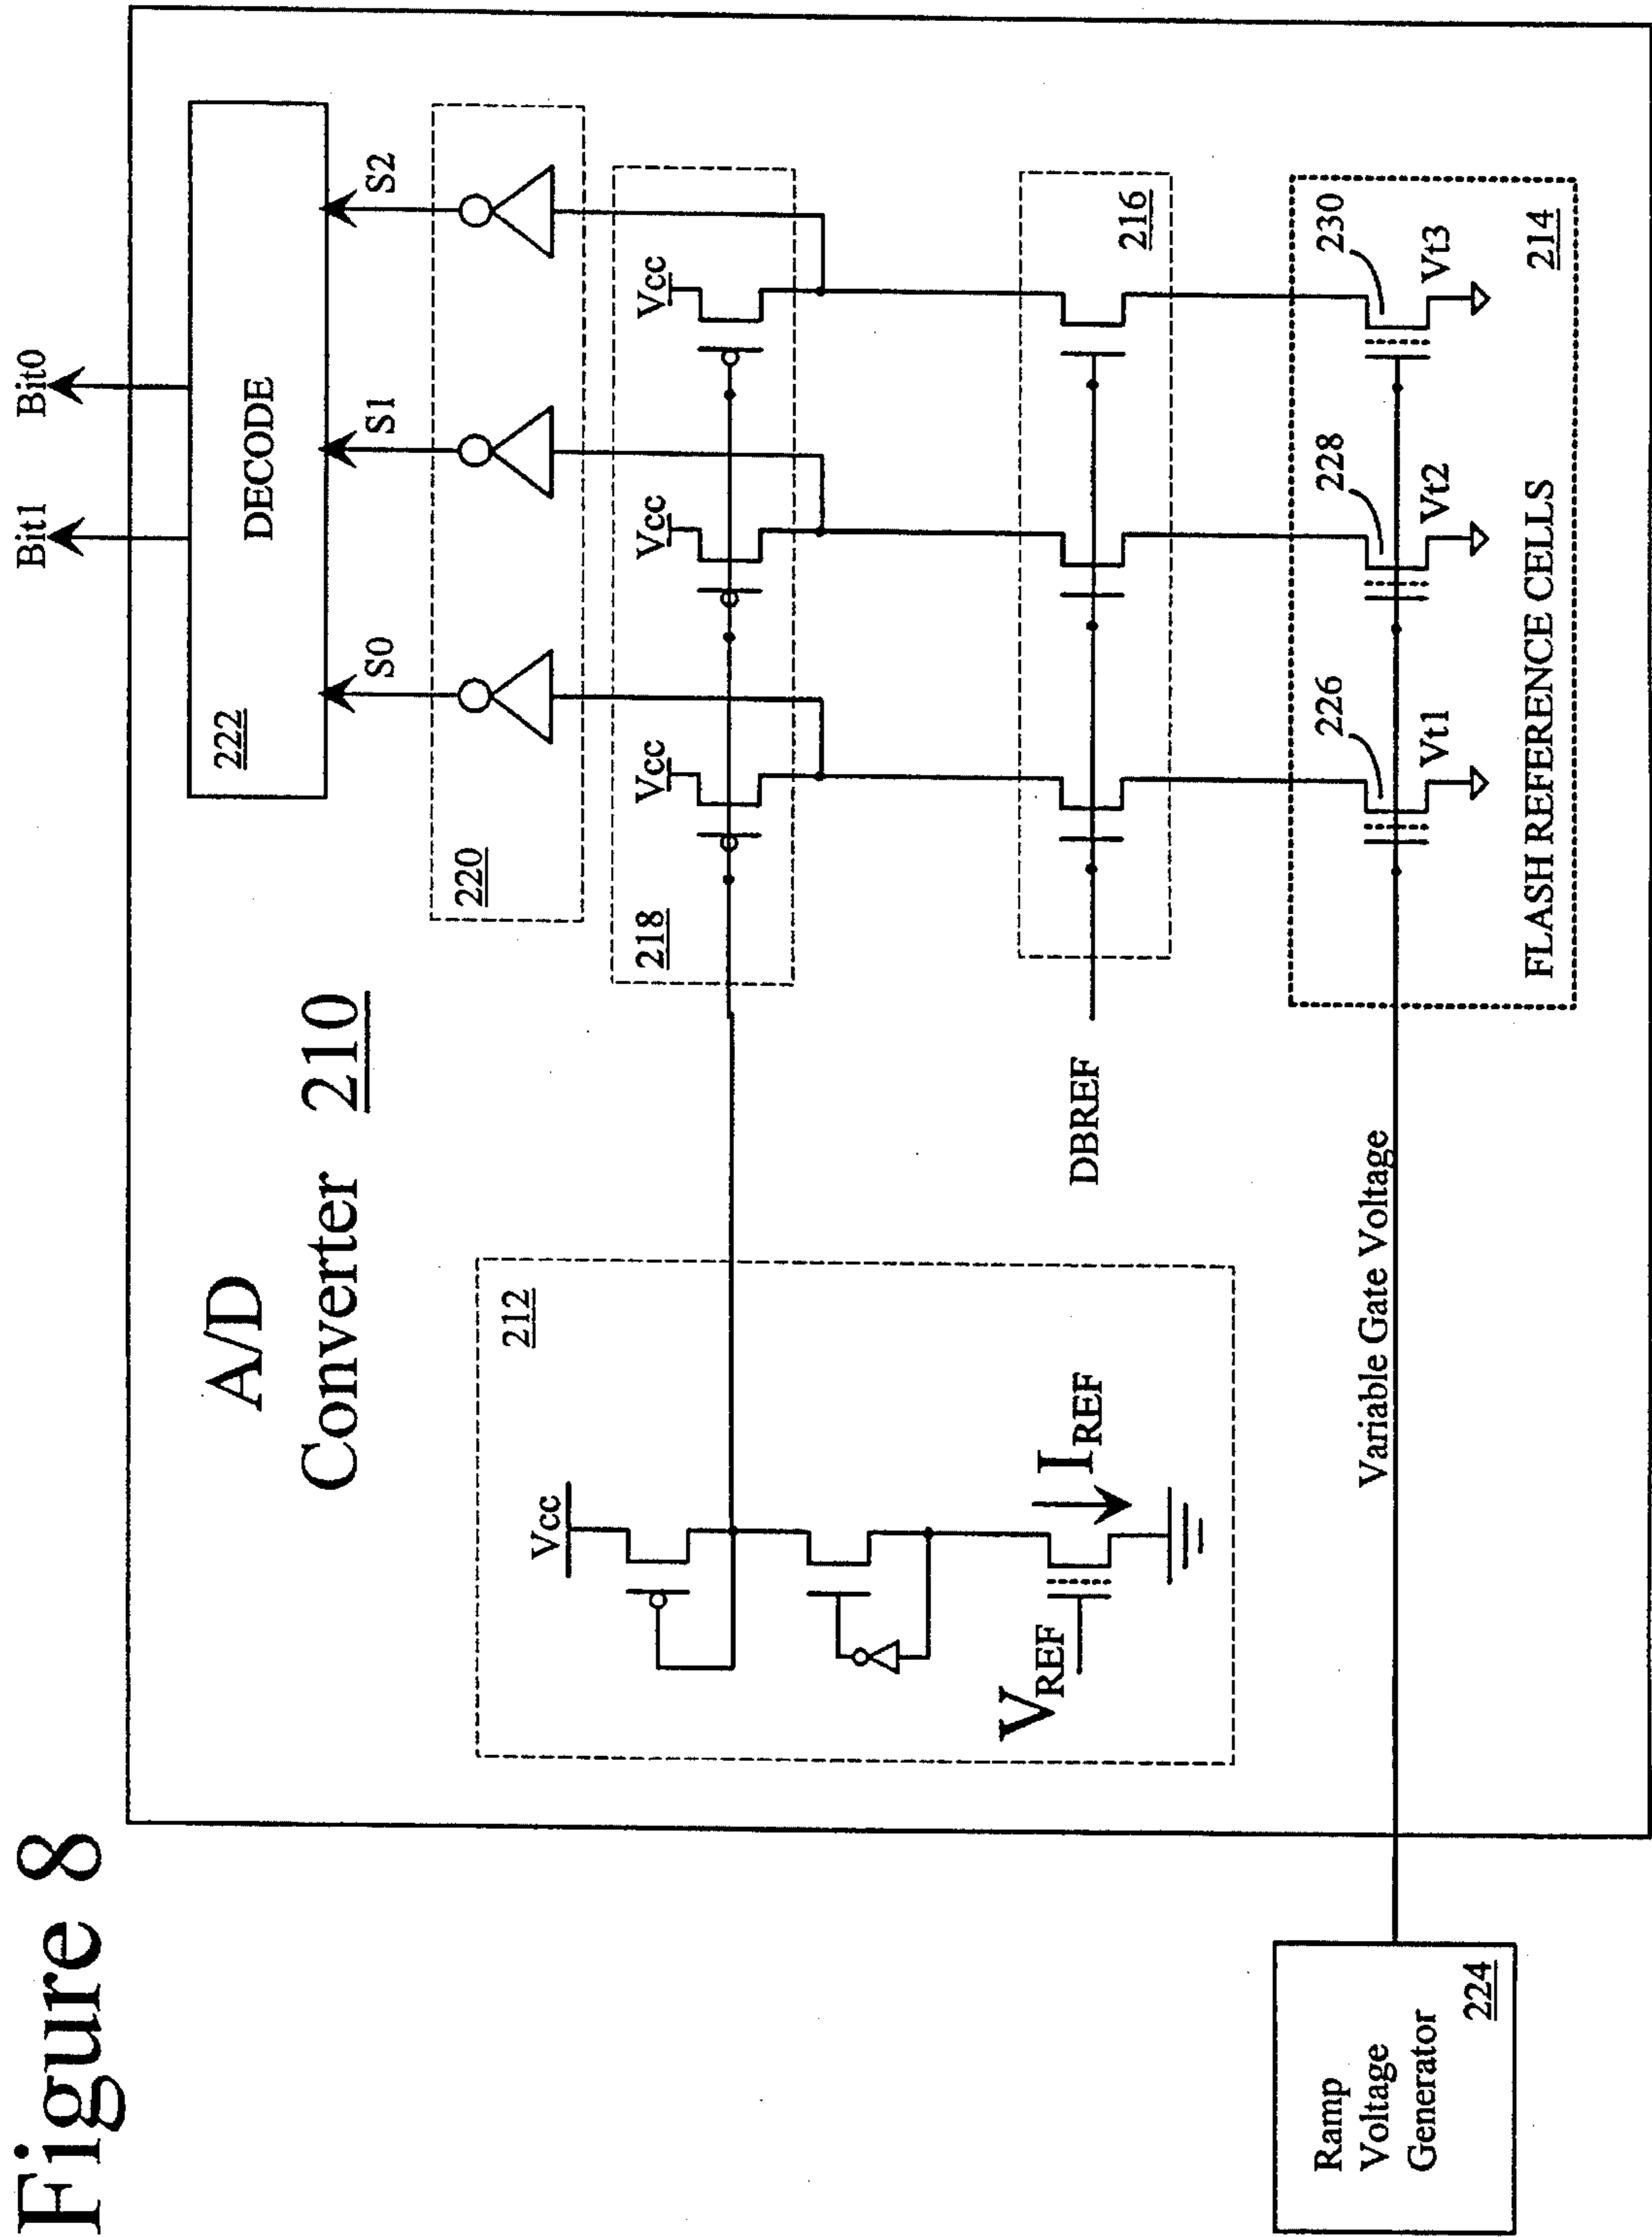 Figure 8
A/D
Converter 210
Bit1
Bit0
222
DECODE
S0
S1
S2
220
218
Vcc
Vcc
Vcc
212
Vcc
VREF
IREF
DBREF
216
Variable Gate Voltage
226
228
230
Vt1
Vt2
Vt3
214
FLASH REFERENCE CELLS
Ramp
Voltage
Generator
224